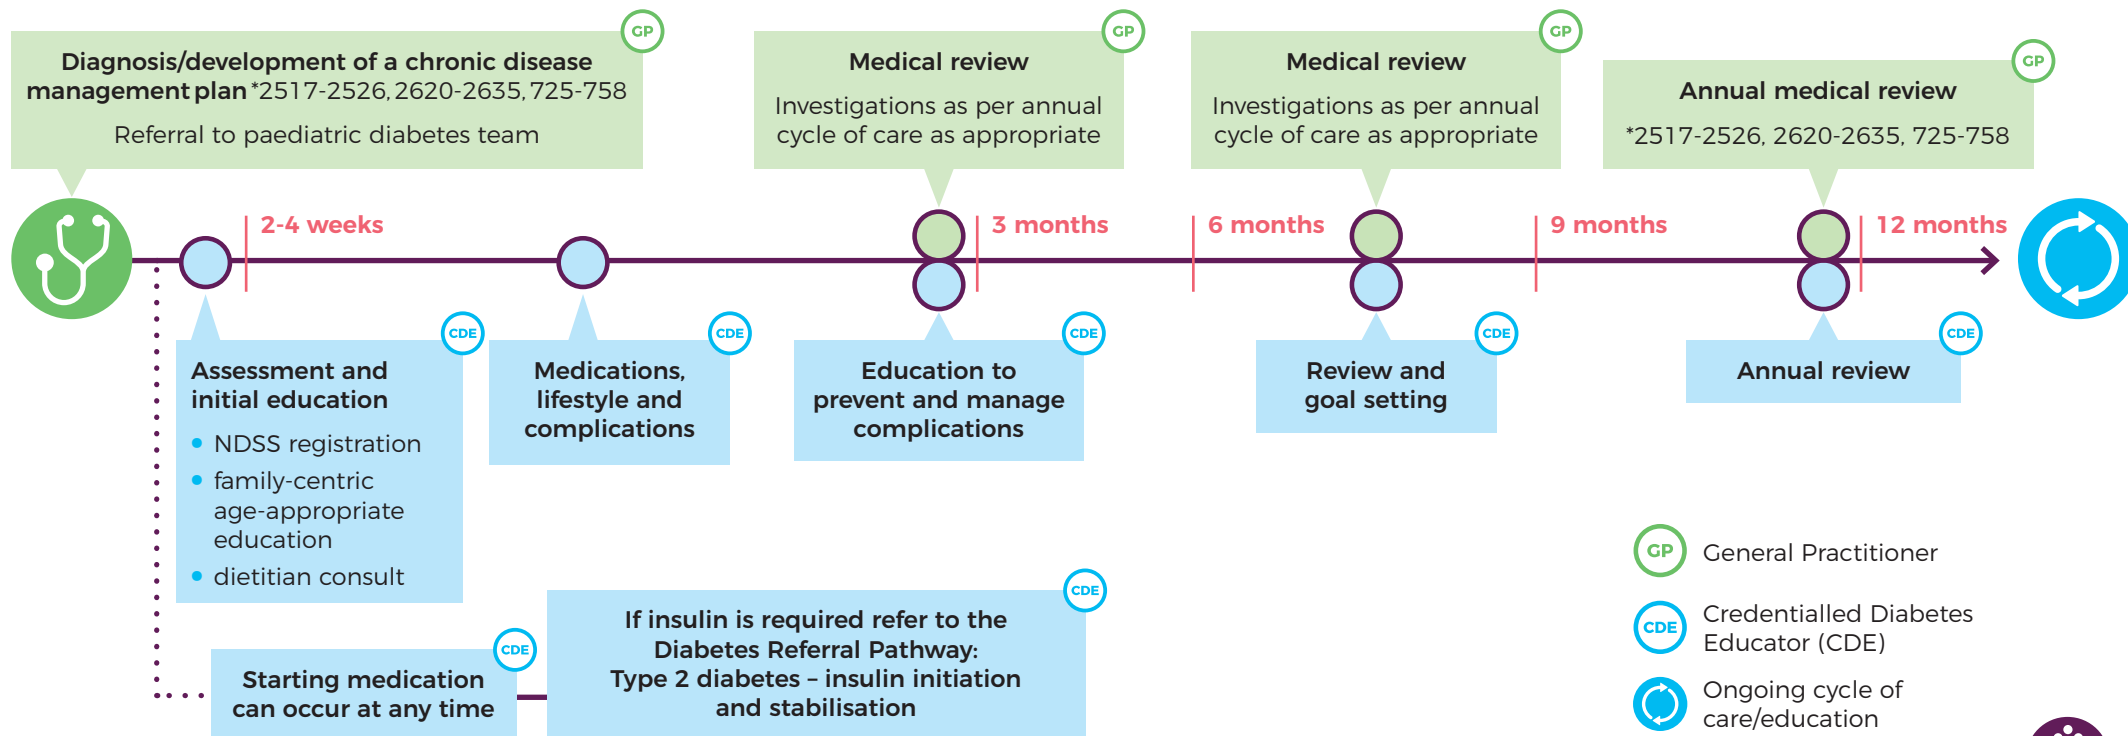 GP
Diagnosis/development of a chronic disease
management plan *2517-2526, 2620-2635, 725-758
Referral to paediatric diabetes team
GP
Medical review
Investigations as per annual
cycle of care as appropriate
GP
Medical review
Investigations as per annual
cycle of care as appropriate
GP
Annual medical review
*2517-2526, 2620-2635, 725-758
2-4 weeks
3 months
6 months
9 months
12 months
CDE
Assessment and
initial education
• NDSS registration
• family-centric
age-appropriate
education
• dietitian consult
CDE
Medications,
lifestyle and
complications
CDE
Education to
prevent and manage
complications
CDE
Review and
goal setting
CDE
Annual review
CDE
Starting medication
can occur at any time
CDE
If insulin is required refer to the
Diabetes Referral Pathway:
Type 2 diabetes – insulin initiation
and stabilisation
GP General Practitioner
CDE Credentialled Diabetes
Educator (CDE)
Ongoing cycle of
care/education